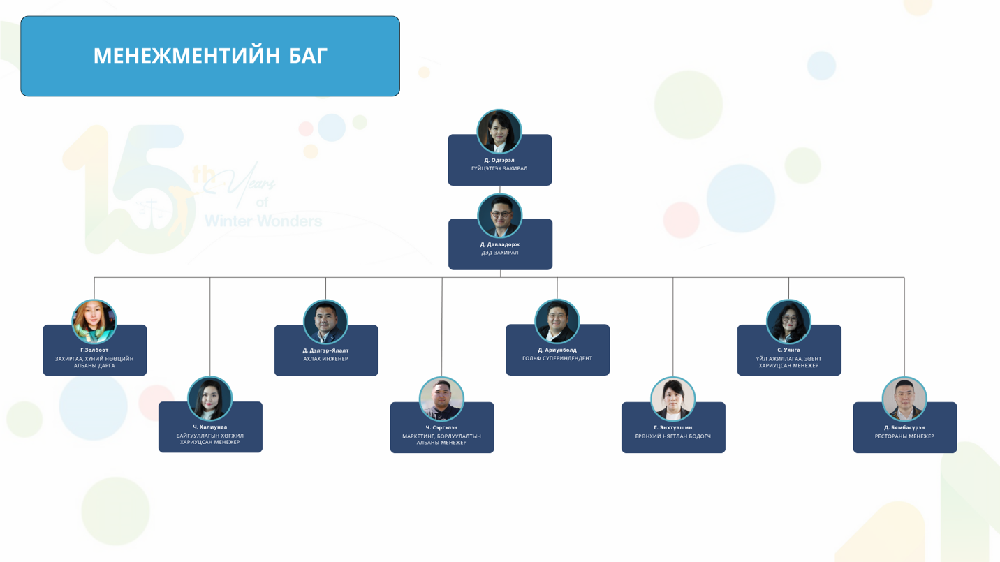 МЕНЕЖМЕНТИЙН БАГ
15th Years
of
Winter Wonders
Д. Одгэрэл
ГҮЙЦЭТГЭХ ЗАХИРАЛ
Д. Даваадорж
ДЭД ЗАХИРАЛ
Г.Золбоот
ЗАХИРГАА, ХҮНИЙ НӨӨЦИЙН
АЛБАНЫ ДАРГА
Д. Дэлгэр-Ялалт
АХЛАХ ИНЖЕНЕР
Д. Ариунболд
ГОЛЬФ СУПЕРИНДЕНДЕНТ
С. Уянга
ҮЙЛ АЖИЛЛАГАА, ЭВЕНТ
ХАРИУЦСАН МЕНЕЖЕР
Ч. Халиунаа
БАЙГУУЛЛАГЫН ХӨГЖИЛ
ХАРИУЦСАН МЕНЕЖЕР
Ч. Сэргэлэн
МАРКЕТИНГ, БОРЛУУЛАЛТЫН
АЛБАНЫ МЕНЕЖЕР
Г. Энхтүвшин
ЕРӨНХИЙ НЯГТЛАН БОДОГЧ
Д. Бямбасүрэн
РЕСТОРАНЫ МЕНЕЖЕР